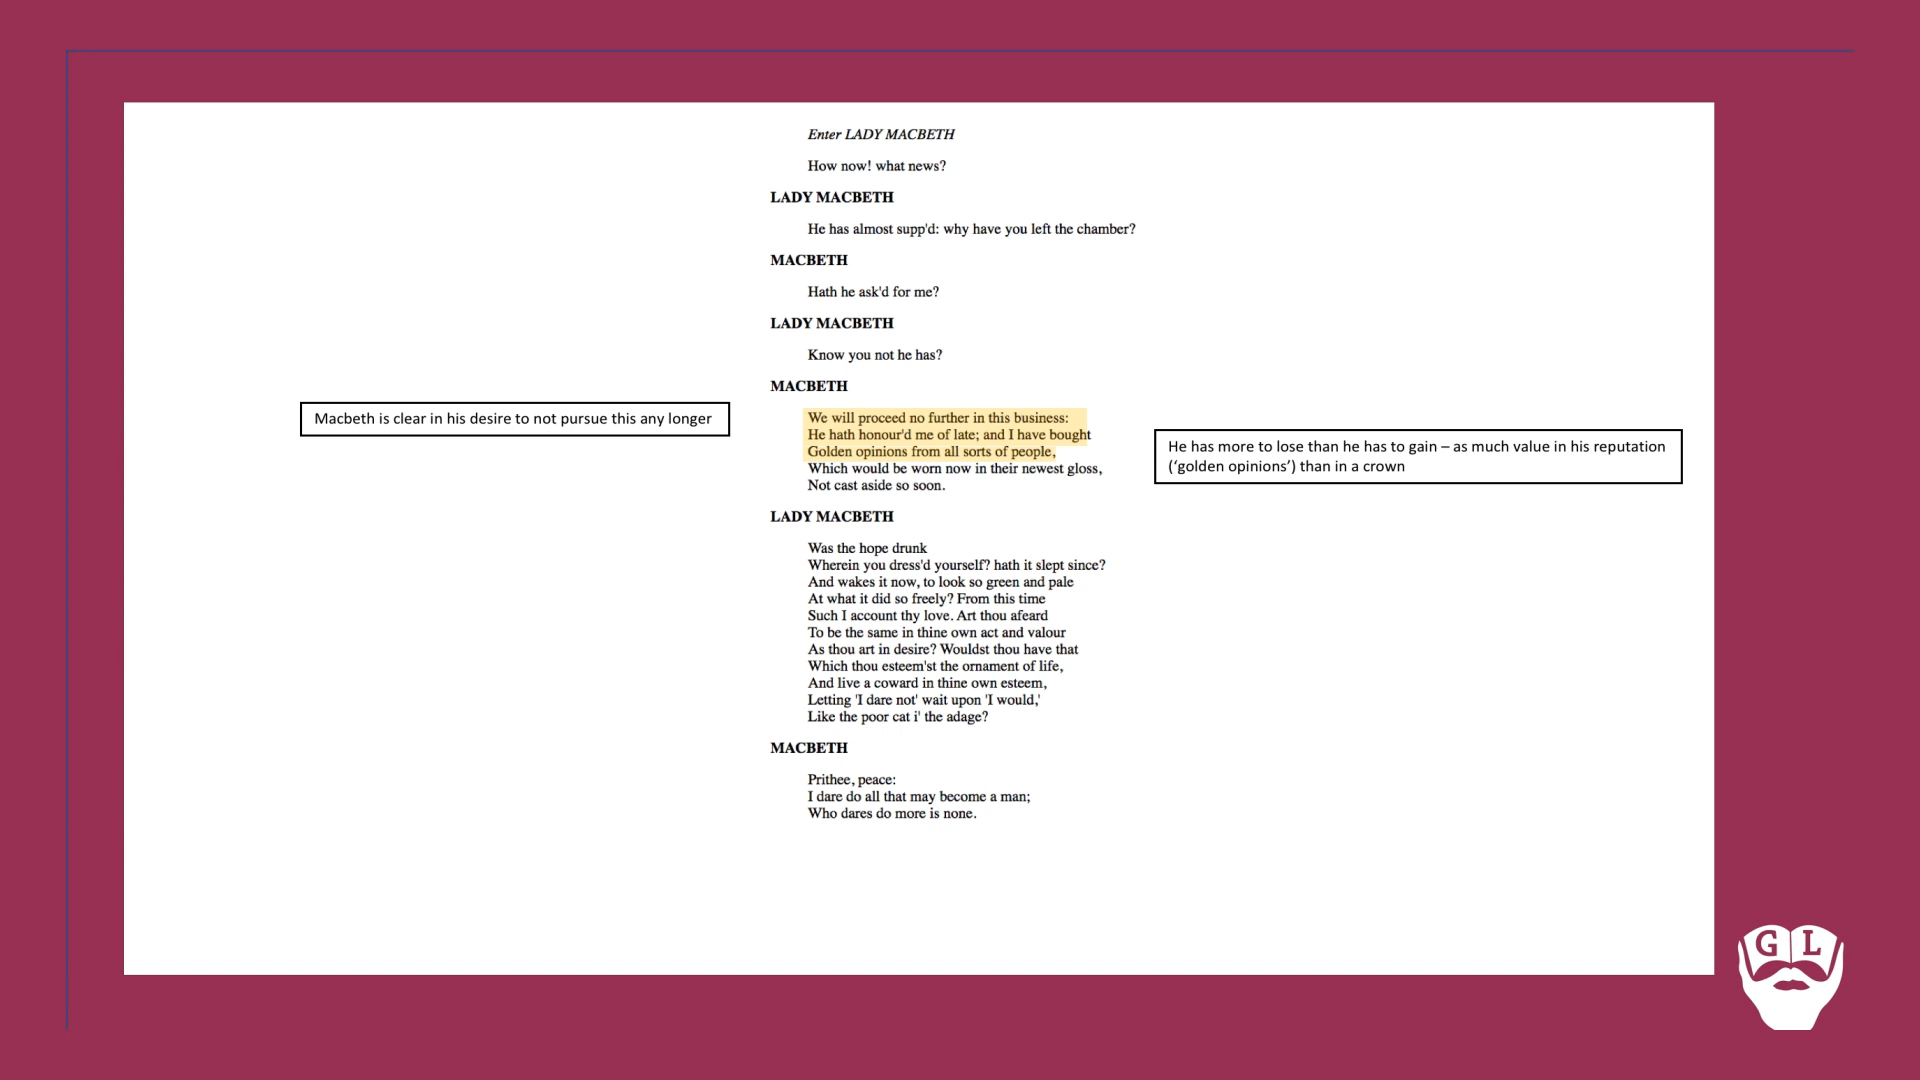 Enter LADY MACBETH
How now! what news?
LADY MACBETH
He has almost supp'd: why have you left the chamber?
MACBETH
Hath he ask'd for me?
LADY MACBETH
Know you not he has?
MACBETH
Macbeth is clear in his desire to not pursue this any longer
We will proceed no further in this business:
He hath honour'd me of late; and I have bought
Golden opinions from all sorts of people,
Which would be worn now in their newest gloss,
Not cast aside so soon.
He has more to lose than he has to gain – as much value in his reputation
(‘golden opinions’) than in a crown
LADY MACBETH
Was the hope drunk
Wherein you dress'd yourself? hath it slept since?
And wakes it now, to look so green and pale
At what it did so freely? From this time
Such I account thy love. Art thou afeard
To be the same in thine own act and valour
As thou art in desire? Wouldst thou have that
Which thou esteem'st the ornament of life,
And live a coward in thine own esteem,
Letting 'I dare not' wait upon 'I would,'
Like the poor cat i' the adage?
MACBETH
Prithee, peace:
I dare do all that may become a man;
Who dares do more is none.
G L